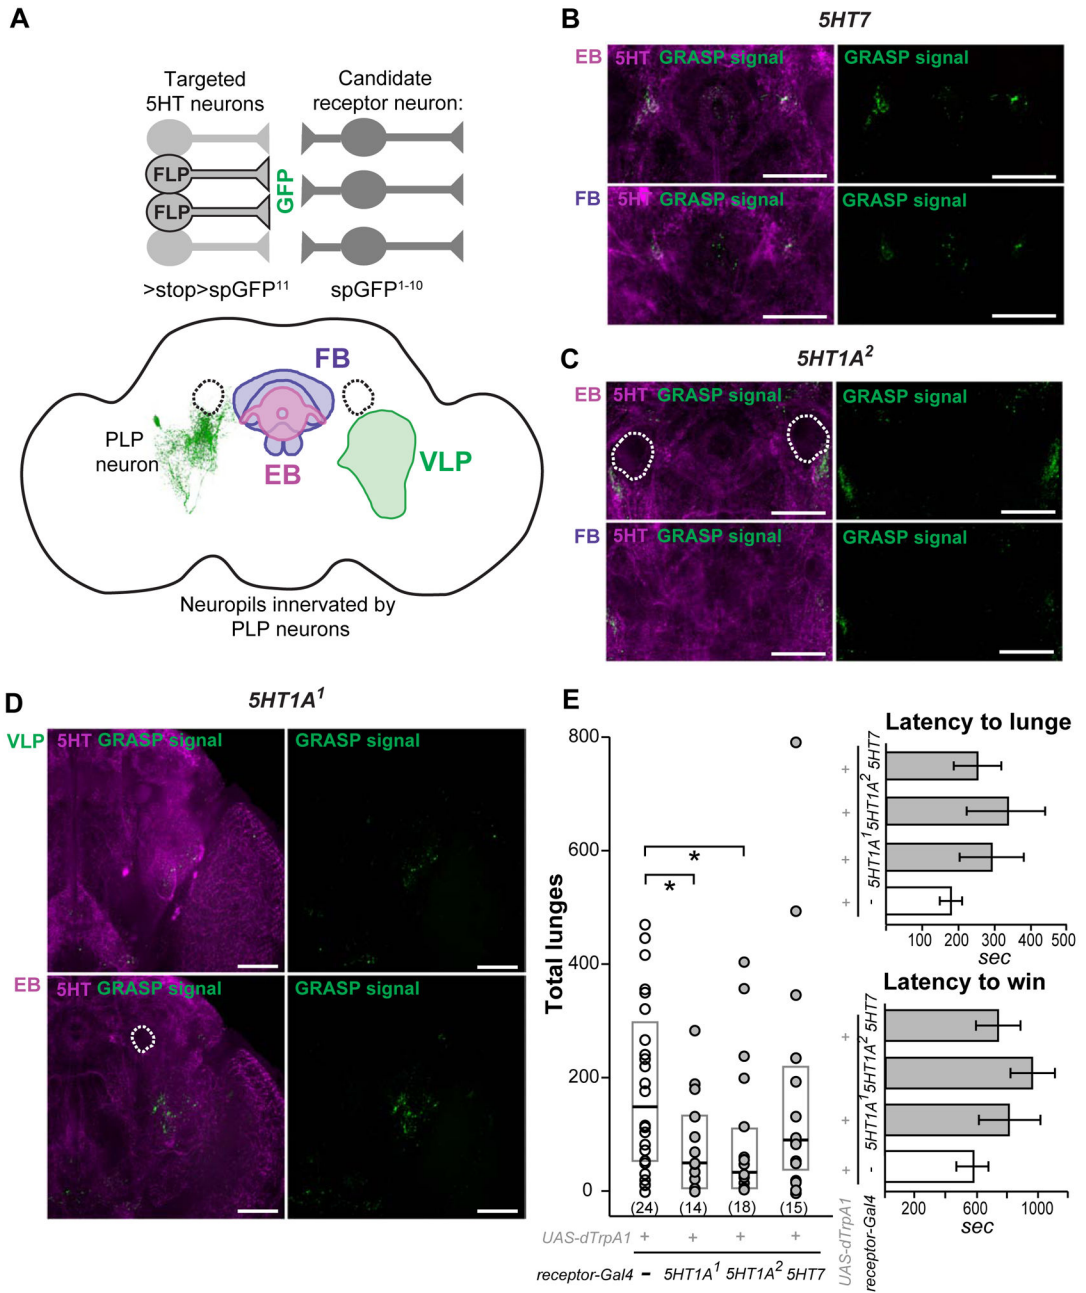 A
Targeted
5HT neurons
Candidate
receptor neuron:
FLP
FLP
GFP
>stop>spGFP¹¹
spGFP¹⁻¹⁰
FB
EB
VLP
PLP
neuron
Neuropils innervated by
PLP neurons
B
5HT7
EB
5HT GRASP signal
GRASP signal
FB
5HT GRASP signal
GRASP signal
C
5HT1A²
EB
5HT GRASP signal
GRASP signal
FB
5HT GRASP signal
GRASP signal
D
5HT1A¹
VLP
5HT GRASP signal
GRASP signal
EB
5HT GRASP signal
GRASP signal
E
Total lunges
800
600
400
200
0
*
*
(24) (14) (18) (15)
UAS-dTrpA1 + + + +
receptor-Gal4 - 5HT1A¹ 5HT1A² 5HT7
Latency to lunge
+ 5HT7
+ 5HT1A²
+ 5HT1A¹
+ -
100 200 300 400 500
sec
Latency to win
+ 5HT7
5HT1A²
+ 5HT1A¹
+ -
200 600 1000
sec
UAS-dTrpA1
receptor-Gal4